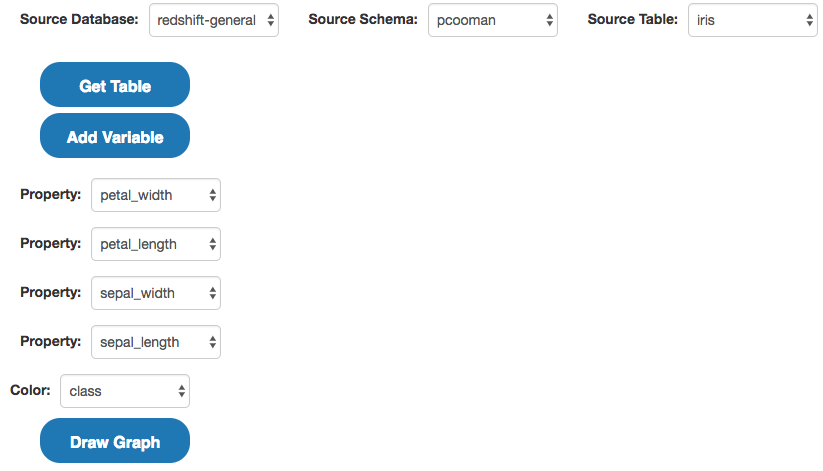 Source Database: redshift-general Source Schema: pcooman Source Table: iris
Get Table
Add Variable
Property: petal_width
Property: petal_length
Property: sepal_width
Property: sepal_length
Color: class
Draw Graph